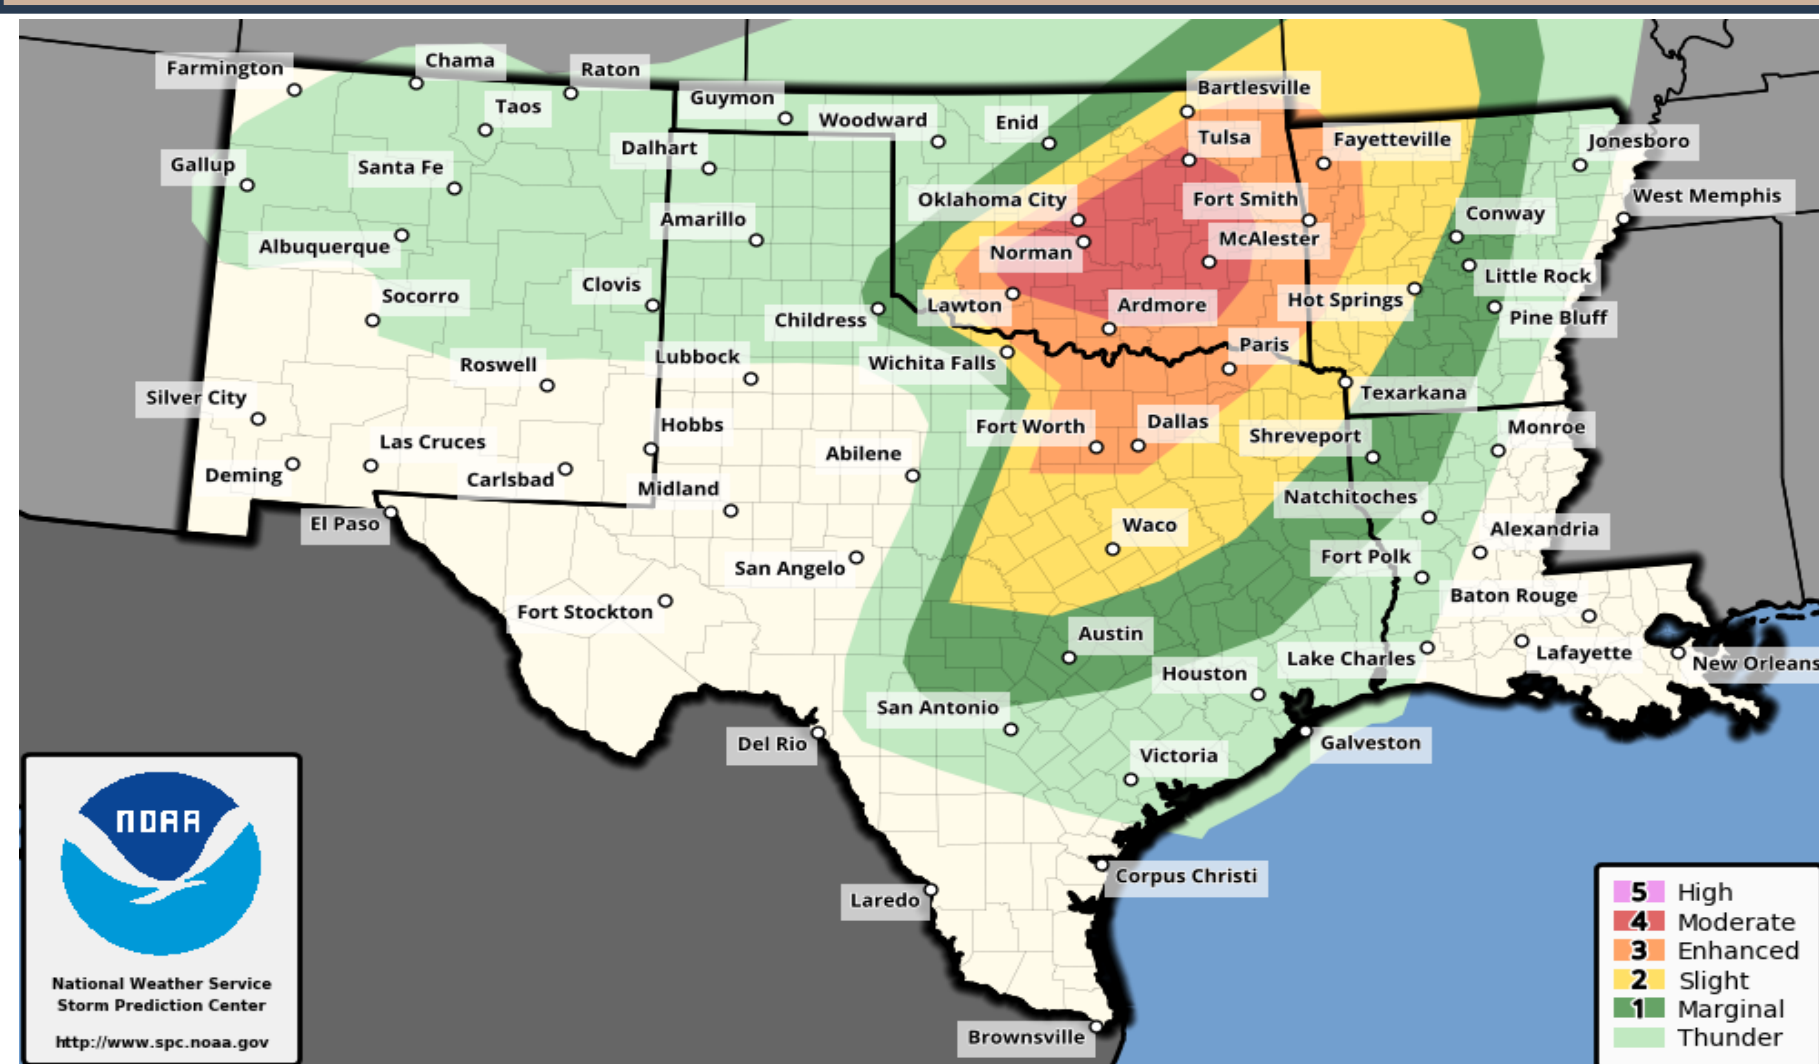 Farmington
Chama
Raton
Taos
Guymon
Woodward
Enid
Bartlesville
Tulsa
Fayetteville
Jonesboro
Gallup
Santa Fe
Dalhart
Oklahoma City
Fort Smith
West Memphis
Albuquerque
Amarillo
Norman
McAlester
Conway
Little Rock
Socorro
Clovis
Childress
Lawton
Ardmore
Hot Springs
Pine Bluff
Roswell
Lubbock
Wichita Falls
Paris
Texarkana
Silver City
Hobbs
Las Cruces
Abilene
Fort Worth
Dallas
Shreveport
Monroe
Deming
Carlsbad
Midland
Natchitoches
El Paso
Waco
Alexandria
San Angelo
Fort Polk
Fort Stockton
Baton Rouge
Austin
Lake Charles
Lafayette
New Orleans
Houston
San Antonio
Del Rio
Galveston
Victoria
Corpus Christi
Laredo
Brownsville
NOAA
National Weather Service
Storm Prediction Center
http://www.spc.noaa.gov
5 High
4 Moderate
3 Enhanced
2 Slight
1 Marginal
Thunder